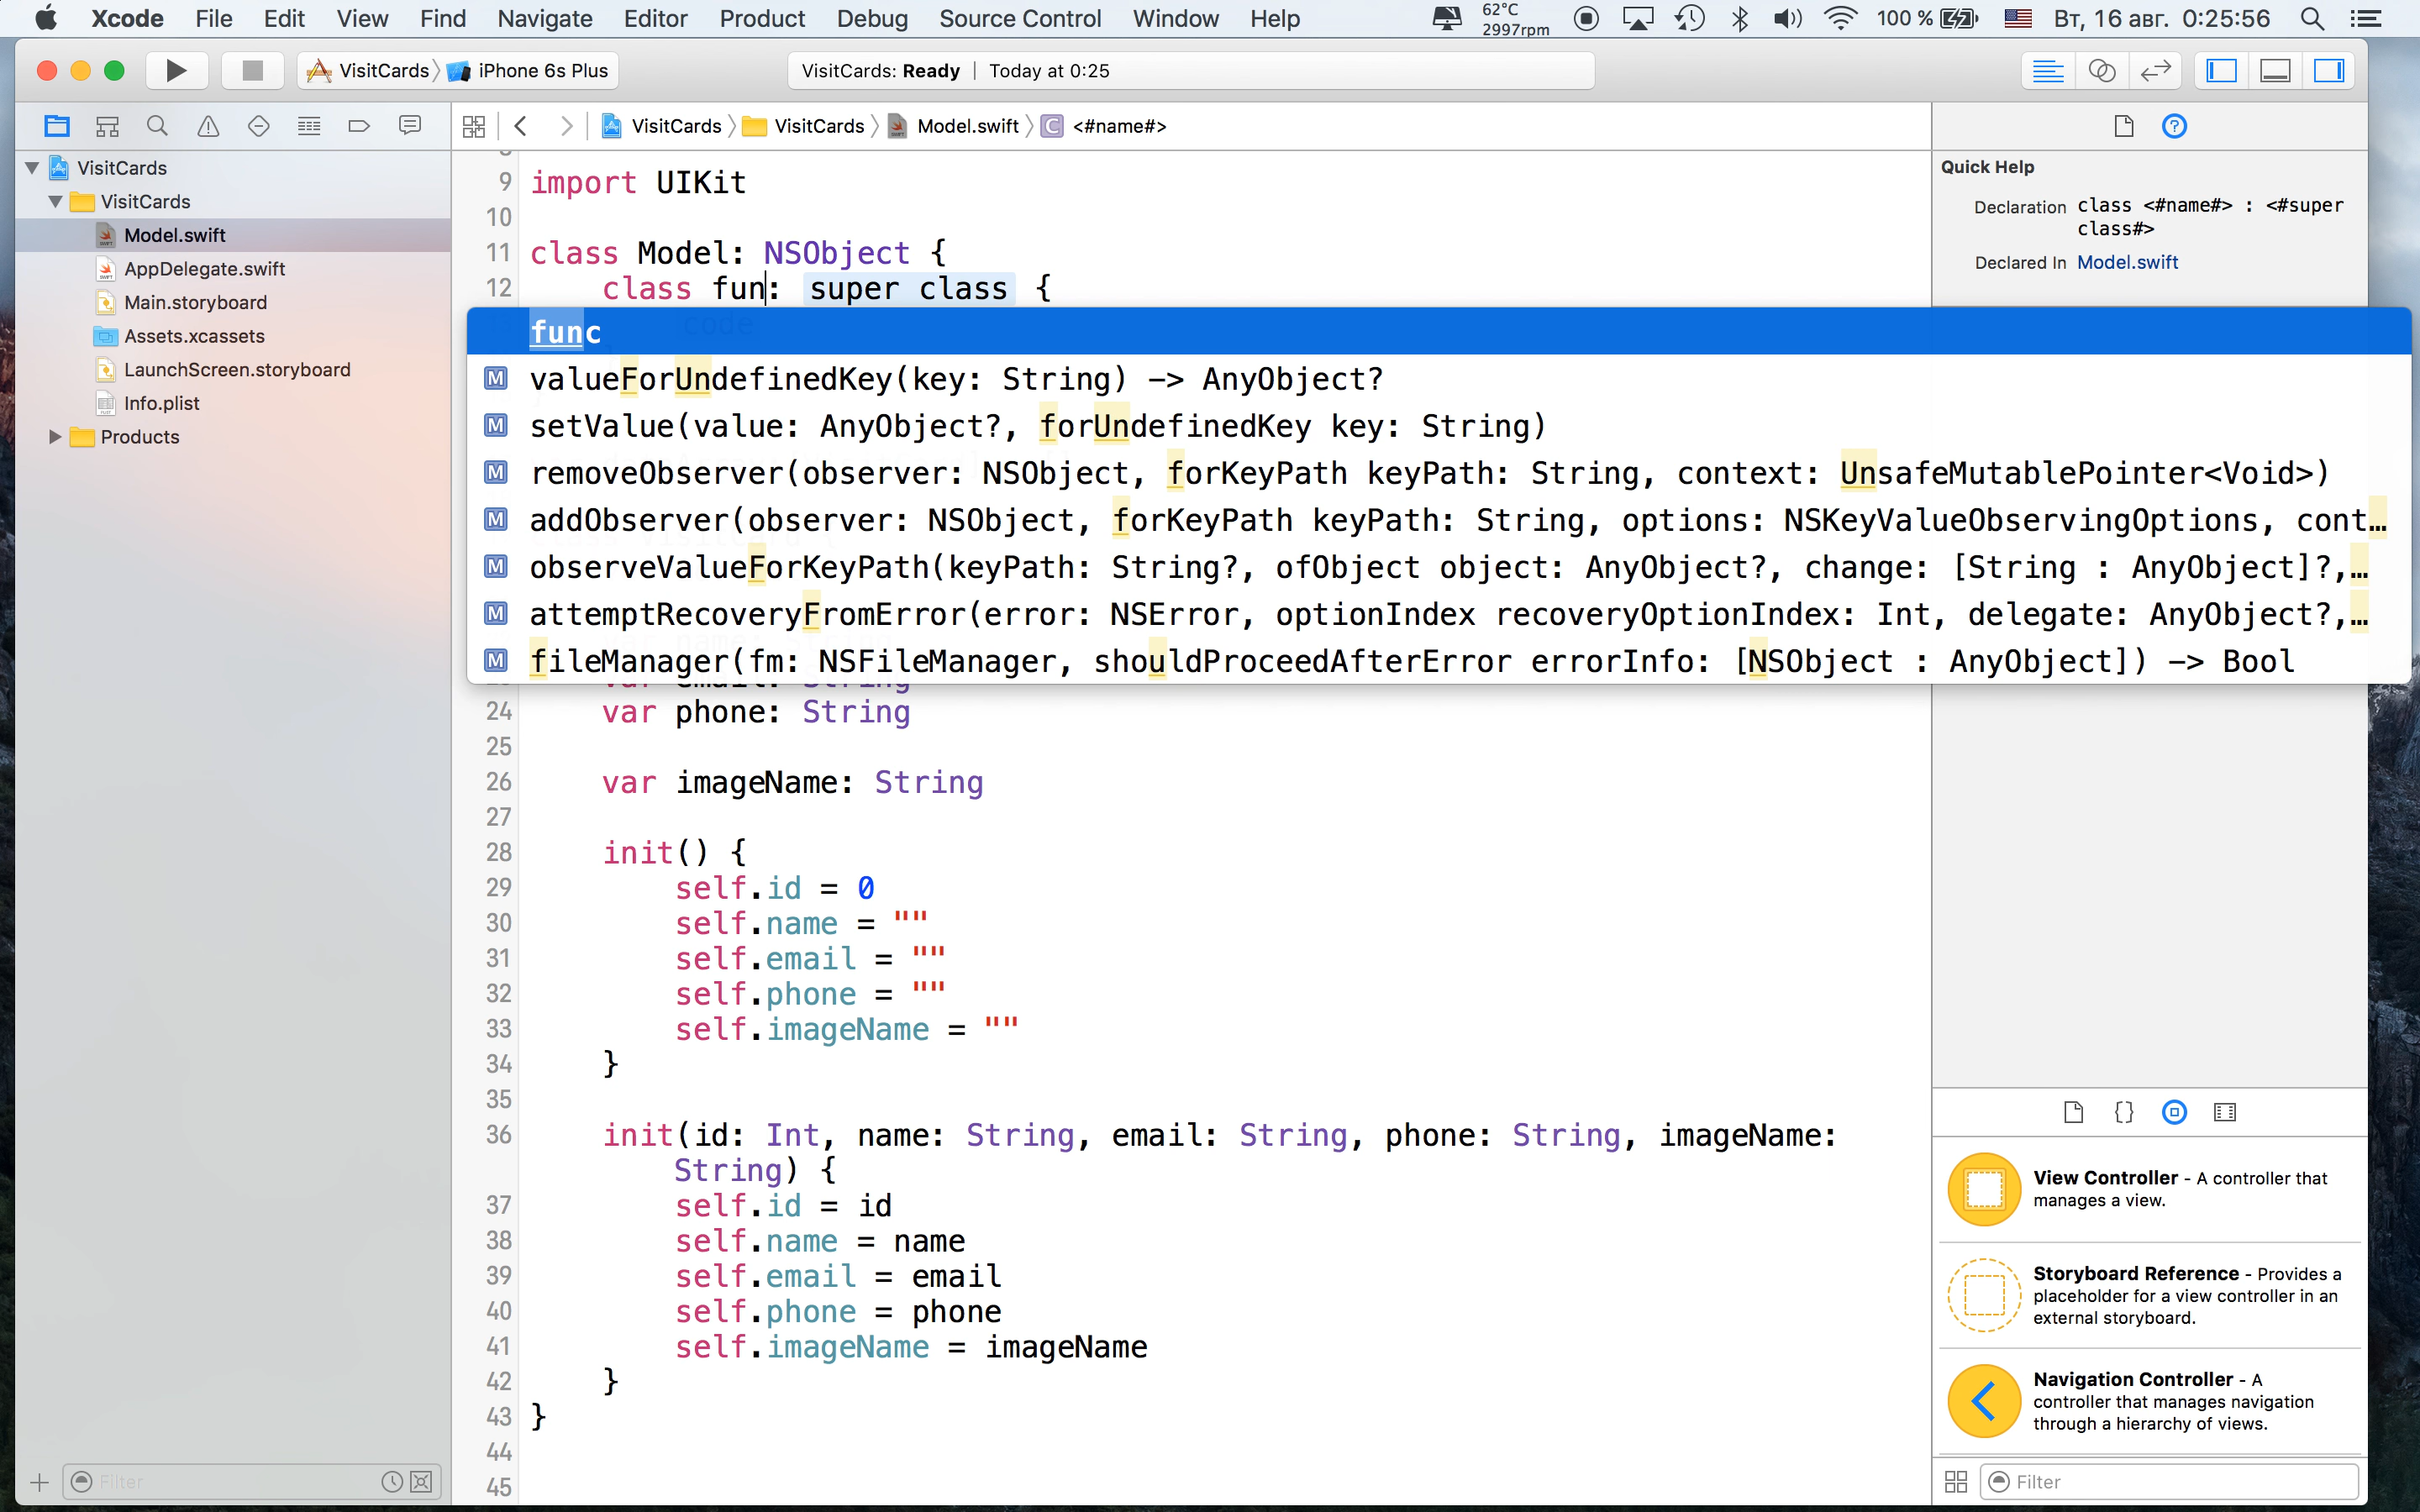 Xcode File Edit View Find Navigate Editor Product Debug Source Control Window Help
62°C
2997rpm
100 %
Вт, 16 авг. 0:25:56
VisitCards
iPhone 6s Plus
VisitCards: Ready | Today at 0:25
VisitCards
VisitCards
Model.swift
AppDelegate.swift
Main.storyboard
Assets.xcassets
LaunchScreen.storyboard
Info.plist
Products
Filter
VisitCards
VisitCards
Model.swift
C <#name#>
9 import UIKit
10
11 class Model: NSObject {
12 class fun: super class {
code
func
M valueForUndefinedKey(key: String) -> AnyObject?
M setValue(value: AnyObject?, forUndefinedKey key: String)
M removeObserver(observer: NSObject, forKeyPath keyPath: String, context: UnsafeMutablePointer<Void>)
M addObserver(observer: NSObject, forKeyPath keyPath: String, options: NSKeyValueObservingOptions, cont…
M observeValueForKeyPath(keyPath: String?, ofObject object: AnyObject?, change: [String : AnyObject]?,…
M attemptRecoveryFromError(error: NSError, optionIndex recoveryOptionIndex: Int, delegate: AnyObject?,…
M fileManager(fm: NSFileManager, shouldProceedAfterError errorInfo: [NSObject : AnyObject]) -> Bool
var email: String
24 var phone: String
25
26 var imageName: String
27
28 init() {
29 self.id = 0
30 self.name = ""
31 self.email = ""
32 self.phone = ""
33 self.imageName = ""
34 }
35
36 init(id: Int, name: String, email: String, phone: String, imageName:
String) {
37 self.id = id
38 self.name = name
39 self.email = email
40 self.phone = phone
41 self.imageName = imageName
42 }
43 }
44
45
Quick Help
Declaration class <#name#> : <#super
class#>
Declared In Model.swift
View Controller - A controller that
manages a view.
Storyboard Reference - Provides a
placeholder for a view controller in an
external storyboard.
Navigation Controller - A
controller that manages navigation
through a hierarchy of views.
Filter